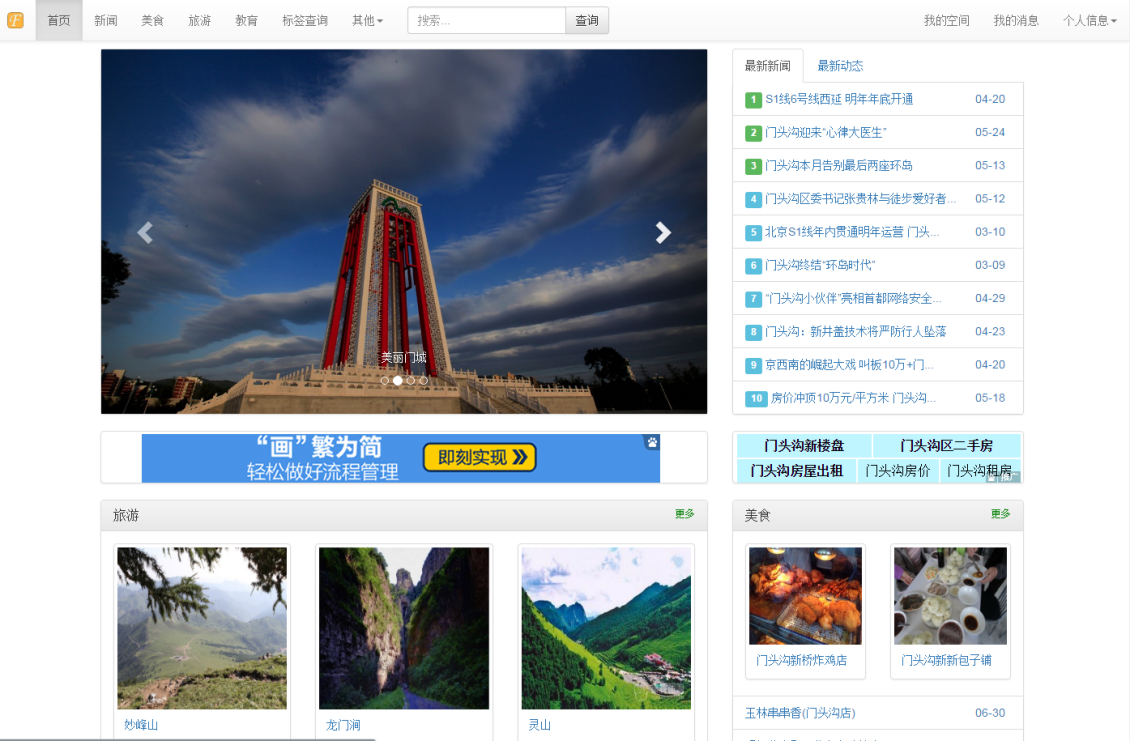 首页 新闻 美食 旅游 教育 标签查询 其他 搜索... 查询 我的空间 我的消息 个人信息
美丽门城
最新新闻 最新动态
1 S1线6号线西延 明年年底开通 04-20
2 门头沟迎来“心律大医生” 05-24
3 门头沟本月告别最后两座环岛 05-13
4 门头沟区委书记张贵林与徒步爱好者... 05-12
5 北京S1线年内贯通明年运营 门头... 03-10
6 门头沟终结“环岛时代” 03-09
7 “门头沟小伙伴”亮相首都网络安全... 04-29
8 门头沟：新井盖技术将严防行人坠落 04-23
9 京西南的崛起大戏 叫板10万+门... 04-20
10 房价冲顶10万元/平方米 门头沟... 05-18
“画”繁为简
轻松做好流程管理
即刻实现
门头沟新楼盘 门头沟区二手房
门头沟房屋出租 门头沟房价 门头沟租房
推广
旅游 更多
妙峰山 龙门涧 灵山
美食 更多
门头沟新桥炸鸡店 门头沟新新包子铺
玉林串串香(门头沟店) 06-30